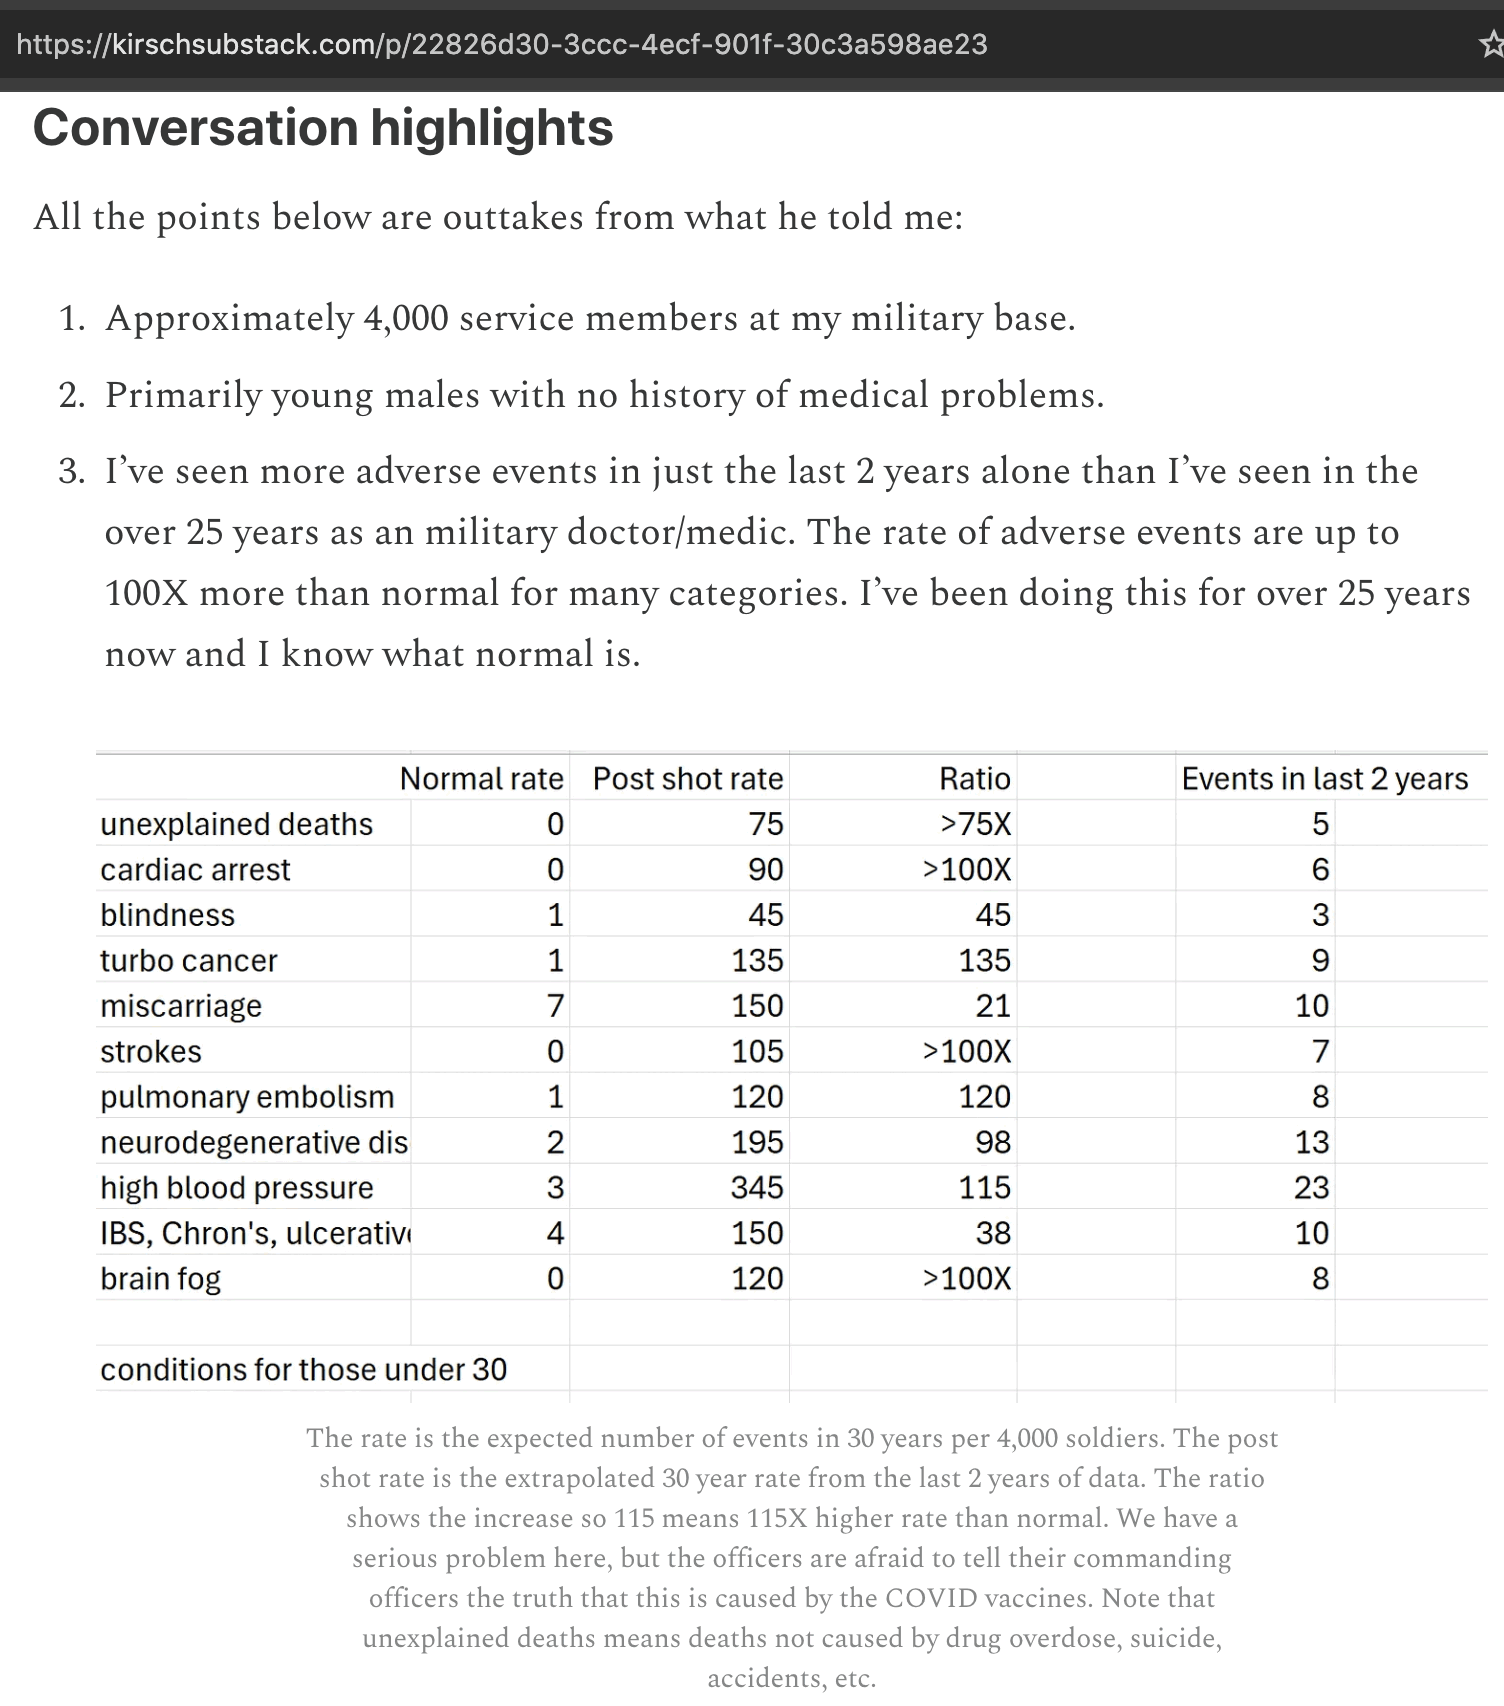 https://kirschsubstack.com/p/22826d30-3ccc-4ecf-901f-30c3a598ae23
Conversation highlights
All the points below are outtakes from what he told me:
1. Approximately 4,000 service members at my military base.
2. Primarily young males with no history of medical problems.
3. I’ve seen more adverse events in just the last 2 years alone than I’ve seen in the
over 25 years as an military doctor/medic. The rate of adverse events are up to
100X more than normal for many categories. I’ve been doing this for over 25 years
now and I know what normal is.
Normal rate Post shot rate Ratio Events in last 2 years
unexplained deaths 0 75 >75X 5
cardiac arrest 0 90 >100X 6
blindness 1 45 45 3
turbo cancer 1 135 135 9
miscarriage 7 150 21 10
strokes 0 105 >100X 7
pulmonary embolism 1 120 120 8
neurodegenerative dis 2 195 98 13
high blood pressure 3 345 115 23
IBS, Chron's, ulcerative 4 150 38 10
brain fog 0 120 >100X 8
conditions for those under 30
The rate is the expected number of events in 30 years per 4,000 soldiers. The post
shot rate is the extrapolated 30 year rate from the last 2 years of data. The ratio
shows the increase so 115 means 115X higher rate than normal. We have a
serious problem here, but the officers are afraid to tell their commanding
officers the truth that this is caused by the COVID vaccines. Note that
unexplained deaths means deaths not caused by drug overdose, suicide,
accidents, etc.